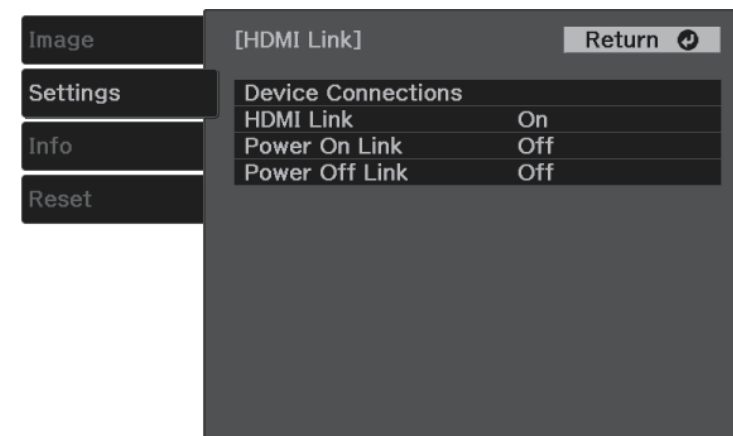 Image
Settings
Info
Reset
[HDMI Link]
Return
Device Connections
HDMI Link On
Power On Link Off
Power Off Link Off